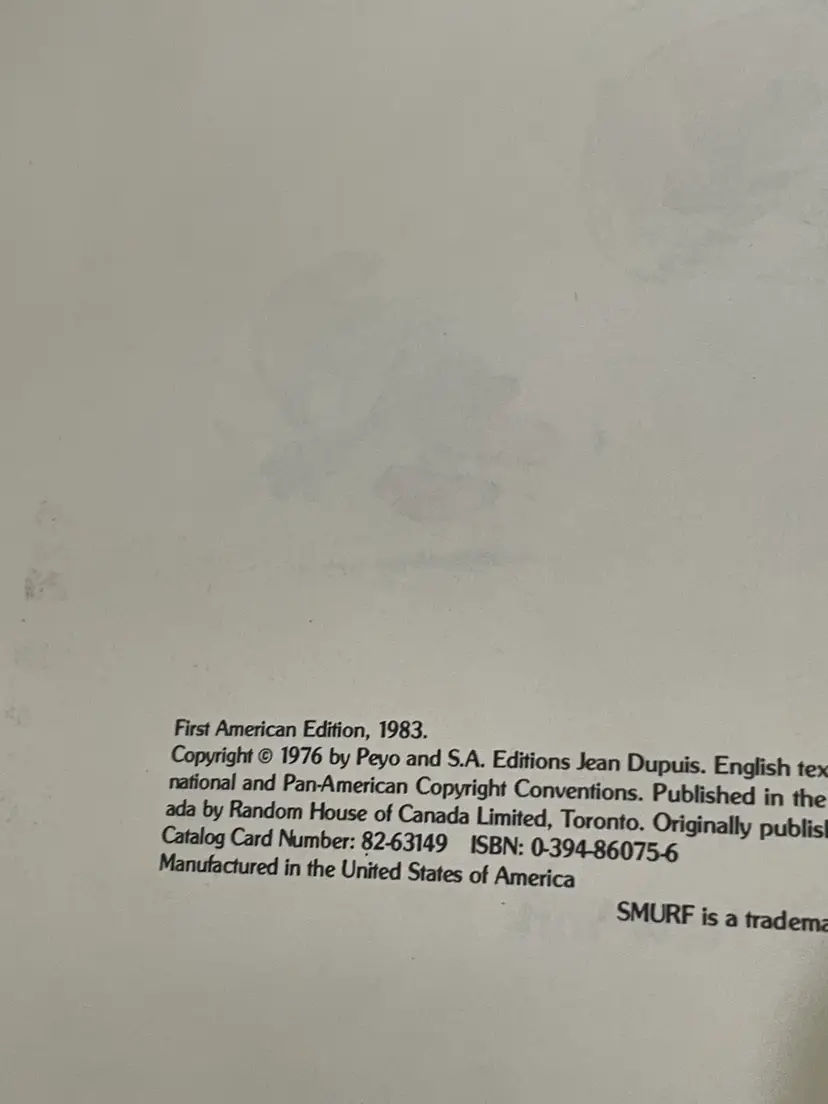 First American Edition, 1983.
Copyright © 1976 by Peyo and S.A. Editions Jean Dupuis. English tex
national and Pan-American Copyright Conventions. Published in the
ada by Random House of Canada Limited, Toronto. Originally publis
Catalog Card Number: 82-63149 ISBN: 0-394-86075-6
Manufactured in the United States of America
SMURF is a tradema